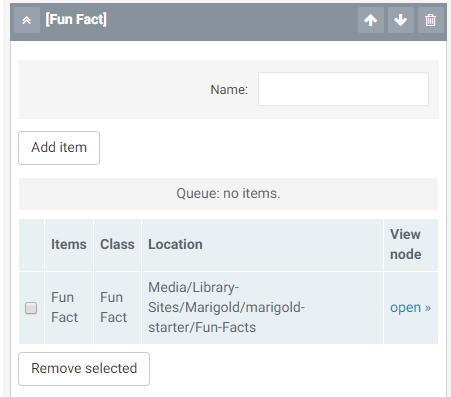 [Fun Fact]
Name:
Add item
Queue: no items.
Items Class Location View
node
Fun
Fact
Fun
Fact
Media/Library-
Sites/Marigold/marigold-
starter/Fun-Facts
open »
Remove selected